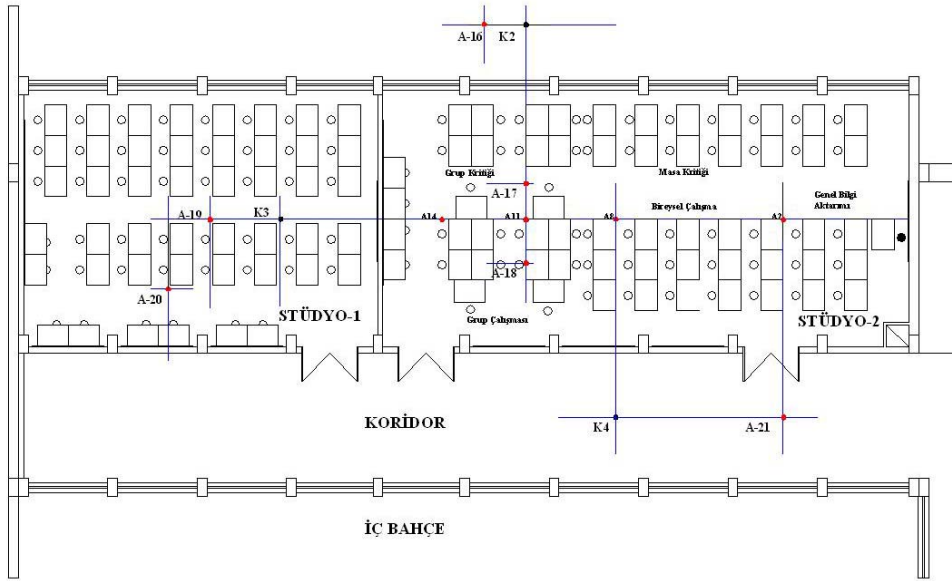 A-16
K2
Grup Kritiği
Masa Kritiği
A-17
A-19
K3
A14
A11
A8
Bireysel Çalışma
A2
Genel Bilgi
Aktarımı
A-18
A-20
STÜDYO-1
Grup Çalışması
STÜDYO-2
KORİDOR
K4
A-21
İÇ BAHÇE